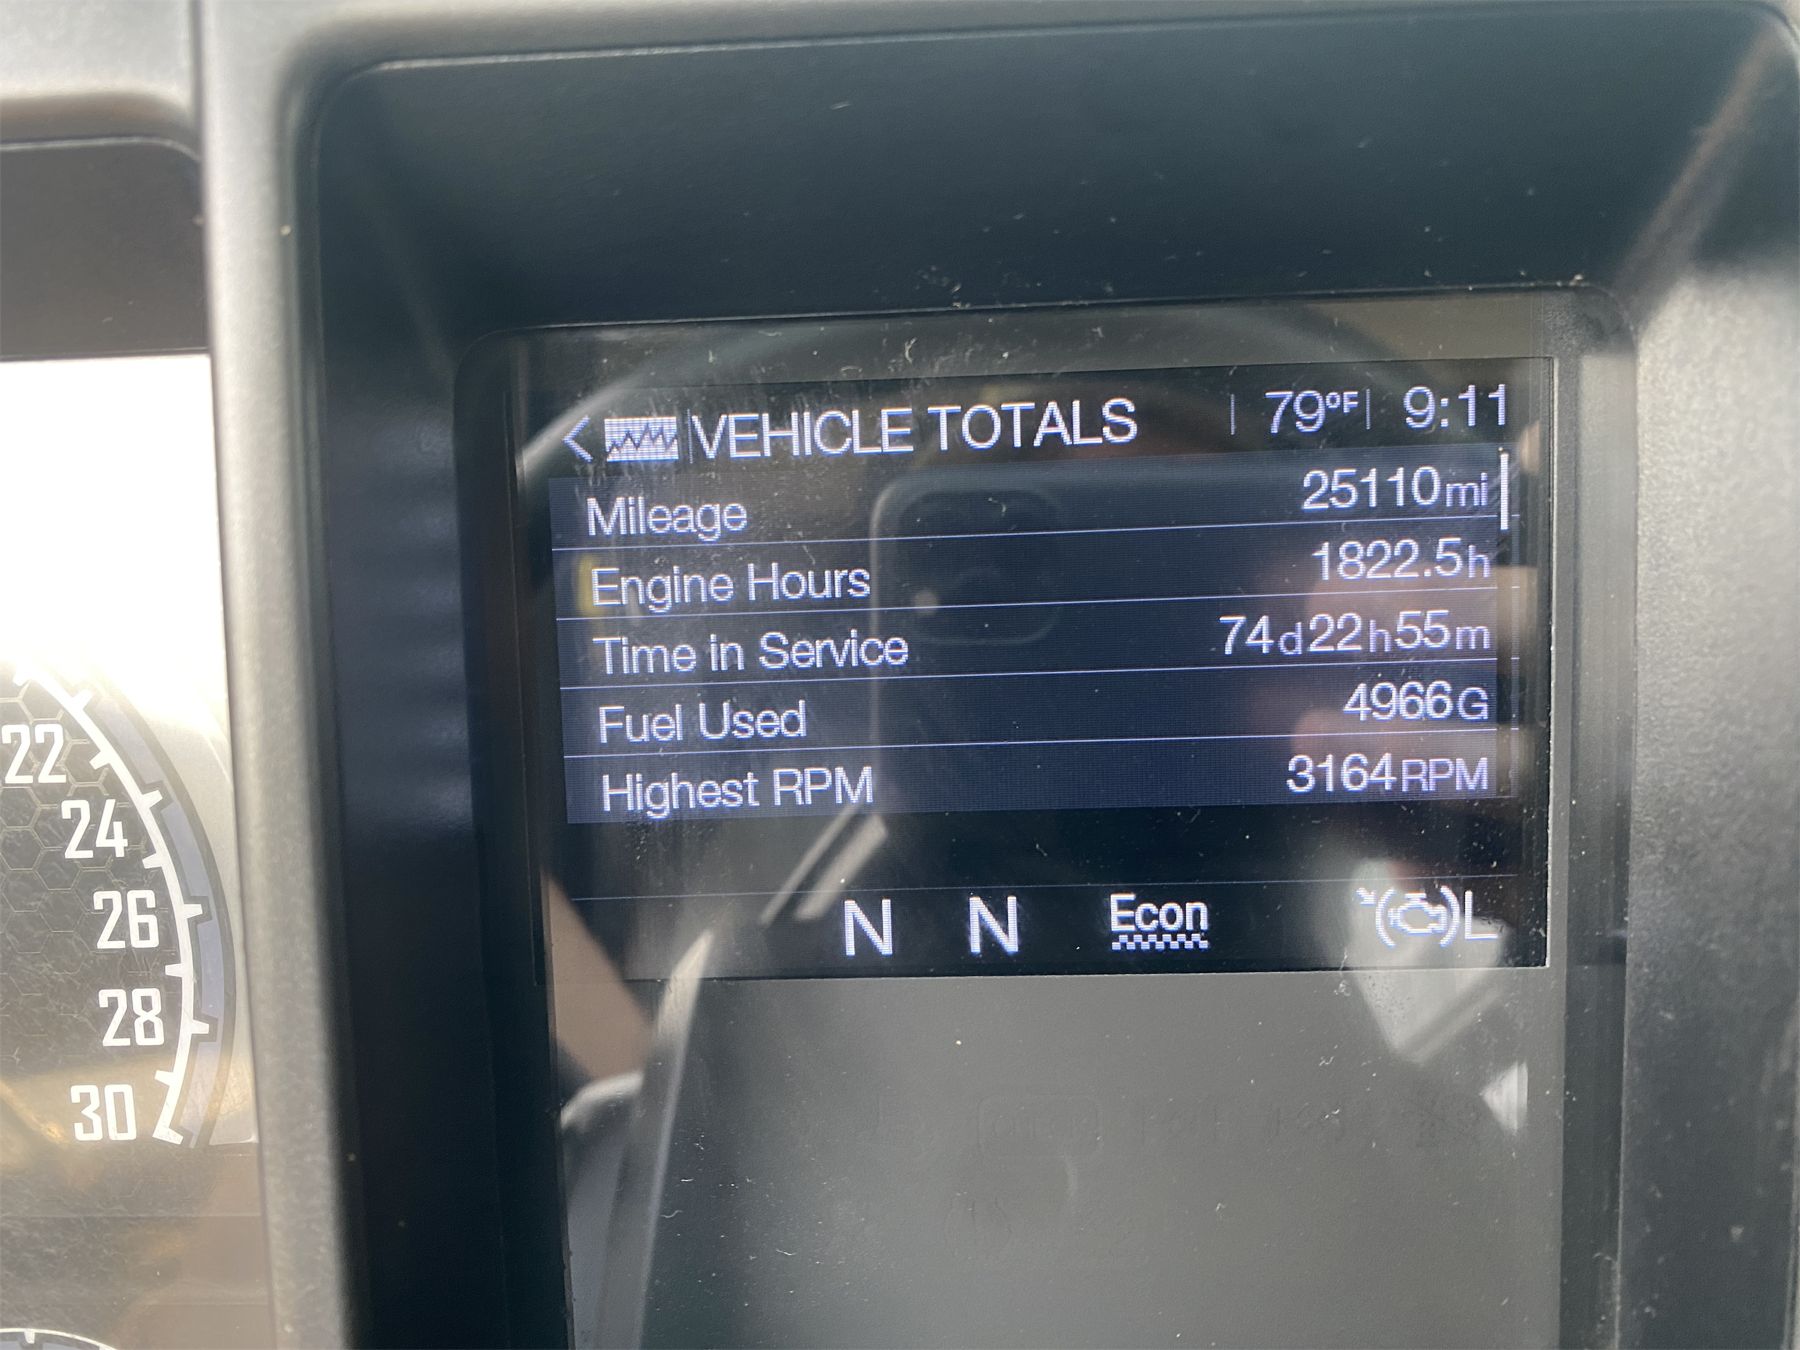 VEHICLE TOTALS 79°F 9:11
Mileage 25110mi
Engine Hours 1822.5h
Time in Service 74d22h55m
Fuel Used 4966G
Highest RPM 3164RPM
N N Econ L
22
24
26
28
30